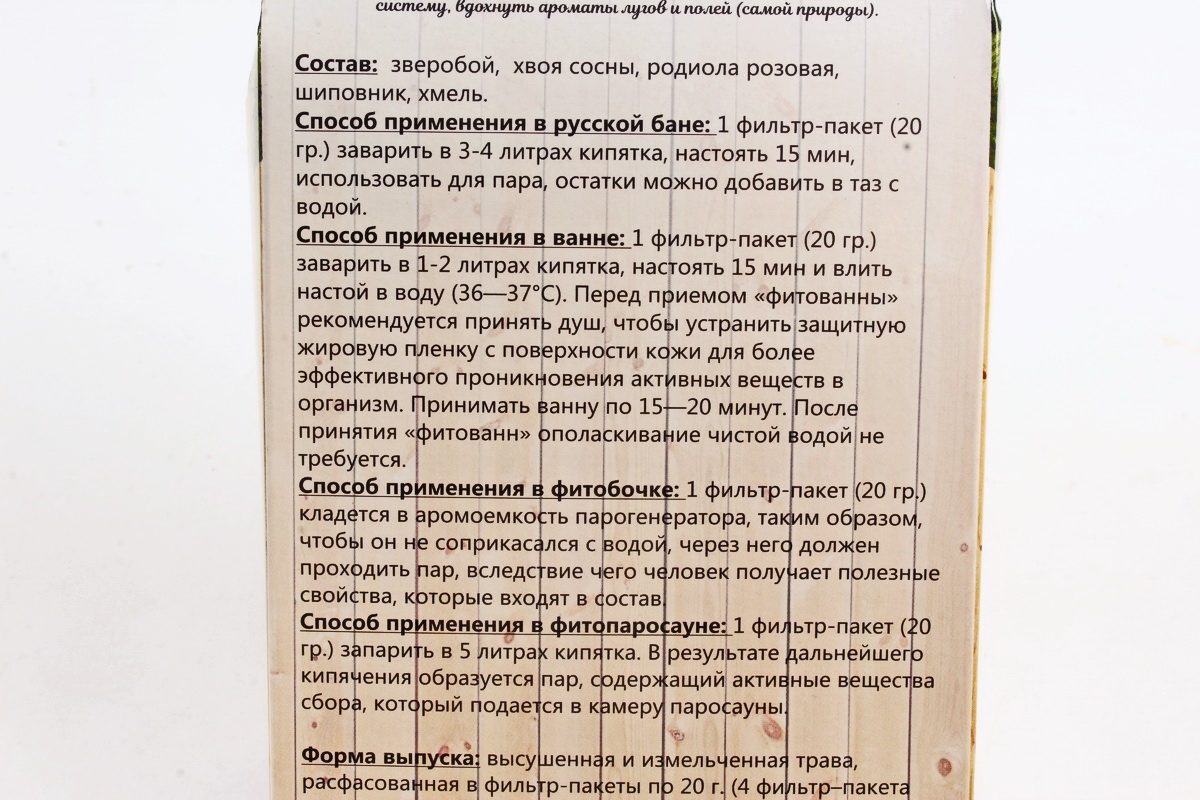 систему, вдохнуть ароматы лугов и полей (самой природы).
Состав: зверобой, хвоя сосны, родиола розовая,
шиповник, хмель.
Способ применения в русской бане: 1 фильтр-пакет (20
гр.) заварить в 3-4 литрах кипятка, настоять 15 мин,
использовать для пара, остатки можно добавить в таз с
водой.
Способ применения в ванне: 1 фильтр-пакет (20 гр.)
заварить в 1-2 литрах кипятка, настоять 15 мин и влить
настой в воду (36—37°С). Перед приемом «фитованны»
рекомендуется принять душ, чтобы устранить защитную
жировую пленку с поверхности кожи для более
эффективного проникновения активных веществ в
организм. Принимать ванну по 15—20 минут. После
принятия «фитованн» ополаскивание чистой водой не
требуется.
Способ применения в фитобочке: 1 фильтр-пакет (20 гр.)
кладется в аромоемкость парогенератора, таким образом,
чтобы он не соприкасался с водой, через него должен
проходить пар, вследствие чего человек получает полезные
свойства, которые входят в состав.
Способ применения в фитопаросауне: 1 фильтр-пакет (20
гр.) запарить в 5 литрах кипятка. В результате дальнейшего
кипячения образуется пар, содержащий активные вещества
сбора, который подается в камеру паросауны.
Форма выпуска: высушенная и измельченная трава,
расфасованная в фильтр-пакеты по 20 г. (4 фильтр–пакета